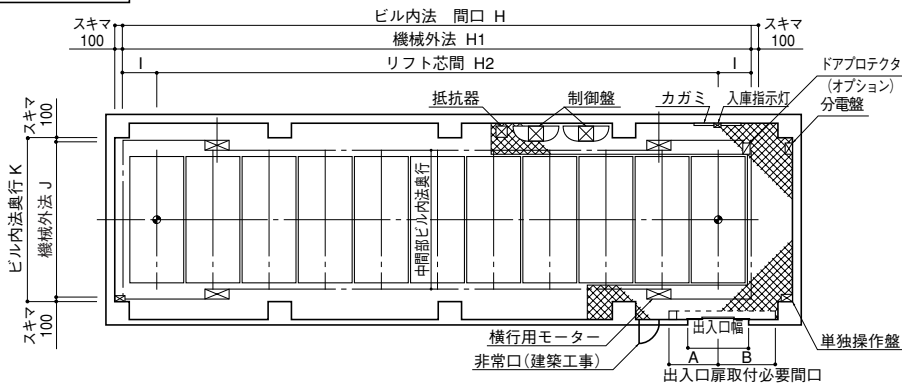 ビル内法 間口 H
スキマ
100
機械外法 H1
スキマ
100
I
リフト芯間 H2
I
抵抗器
制御盤
カガミ
入庫指示灯
ドアプロテクタ
(オプション)
分電盤
スキマ
100
ビル内法奥行 K
機械外法 J
中間部ビル内法奥行
スキマ
100
横行用モーター
非常口(建築工事)
出入口幅
A
B
出入口扉取付必要間口
単独操作盤